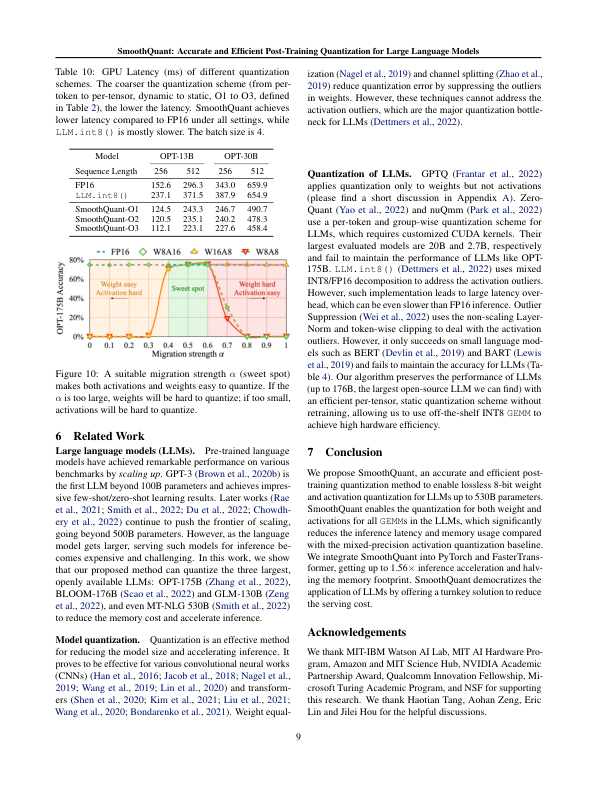 SmoothQuant: Accurate and Efficient Post-Training Quantization for Large Language Models
Table 10: GPU Latency (ms) of different quantization
schemes. The coarser the quantization scheme (from per-
token to per-tensor, dynamic to static, O1 to O3, defined
in Table 2), the lower the latency. SmoothQuant achieves
lower latency compared to FP16 under all settings, while
LLM.int8() is mostly slower. The batch size is 4.
Model OPT-13B OPT-30B
Sequence Length 256 512 256 512
FP16 152.6 296.3 343.0 659.9
LLM.int8() 237.1 371.5 387.9 654.9
SmoothQuant-O1 124.5 243.3 246.7 490.7
SmoothQuant-O2 120.5 235.1 240.2 478.3
SmoothQuant-O3 112.1 223.1 227.6 458.4
FP16 W8A16 W16A8 W8A8
OPT-175B Accuracy
80%
60%
40%
20%
0%
Weight easy
Activation hard
Sweet spot
Weight hard
Activation easy
0 0.1 0.2 0.3 0.4 0.5 0.6 0.7 0.8 0.9 1
Migration strength α
Figure 10: A suitable migration strength α (sweet spot)
makes both activations and weights easy to quantize. If the
α is too large, weights will be hard to quantize; if too small,
activations will be hard to quantize.
6 Related Work
Large language models (LLMs). Pre-trained language
models have achieved remarkable performance on various
benchmarks by scaling up. GPT-3 (Brown et al., 2020b) is
the first LLM beyond 100B parameters and achieves impres-
sive few-shot/zero-shot learning results. Later works (Rae
et al., 2021; Smith et al., 2022; Du et al., 2022; Chowdh-
ery et al., 2022) continue to push the frontier of scaling,
going beyond 500B parameters. However, as the language
model gets larger, serving such models for inference be-
comes expensive and challenging. In this work, we show
that our proposed method can quantize the three largest,
openly available LLMs: OPT-175B (Zhang et al., 2022),
BLOOM-176B (Scao et al., 2022) and GLM-130B (Zeng
et al., 2022), and even MT-NLG 530B (Smith et al., 2022)
to reduce the memory cost and accelerate inference.
Model quantization. Quantization is an effective method
for reducing the model size and accelerating inference. It
proves to be effective for various convolutional neural works
(CNNs) (Han et al., 2016; Jacob et al., 2018; Nagel et al.,
2019; Wang et al., 2019; Lin et al., 2020) and transform-
ers (Shen et al., 2020; Kim et al., 2021; Liu et al., 2021;
Wang et al., 2020; Bondarenko et al., 2021). Weight equal-
ization (Nagel et al., 2019) and channel splitting (Zhao et al.,
2019) reduce quantization error by suppressing the outliers
in weights. However, these techniques cannot address the
activation outliers, which are the major quantization bottle-
neck for LLMs (Dettmers et al., 2022).
Quantization of LLMs. GPTQ (Frantar et al., 2022)
applies quantization only to weights but not activations
(please find a short discussion in Appendix A). Zero-
Quant (Yao et al., 2022) and nuQmm (Park et al., 2022)
use a per-token and group-wise quantization scheme for
LLMs, which requires customized CUDA kernels. Their
largest evaluated models are 20B and 2.7B, respectively
and fail to maintain the performance of LLMs like OPT-
175B. LLM.int8() (Dettmers et al., 2022) uses mixed
INT8/FP16 decomposition to address the activation outliers.
However, such implementation leads to large latency over-
head, which can be even slower than FP16 inference. Outlier
Suppression (Wei et al., 2022) uses the non-scaling Layer-
Norm and token-wise clipping to deal with the activation
outliers. However, it only succeeds on small language mod-
els such as BERT (Devlin et al., 2019) and BART (Lewis
et al., 2019) and fails to maintain the accuracy for LLMs (Ta-
ble 4). Our algorithm preserves the performance of LLMs
(up to 176B, the largest open-source LLM we can find) with
an efficient per-tensor, static quantization scheme without
retraining, allowing us to use off-the-shelf INT8 GEMM to
achieve high hardware efficiency.
7 Conclusion
We propose SmoothQuant, an accurate and efficient post-
training quantization method to enable lossless 8-bit weight
and activation quantization for LLMs up to 530B parameters.
SmoothQuant enables the quantization for both weight and
activations for all GEMMs in the LLMs, which significantly
reduces the inference latency and memory usage compared
with the mixed-precision activation quantization baseline.
We integrate SmoothQuant into PyTorch and FasterTrans-
former, getting up to 1.56× inference acceleration and halv-
ing the memory footprint. SmoothQuant democratizes the
application of LLMs by offering a turnkey solution to reduce
the serving cost.
Acknowledgements
We thank MIT-IBM Watson AI Lab, MIT AI Hardware Pro-
gram, Amazon and MIT Science Hub, NVIDIA Academic
Partnership Award, Qualcomm Innovation Fellowship, Mi-
crosoft Turing Academic Program, and NSF for supporting
this research. We thank Haotian Tang, Aohan Zeng, Eric
Lin and Jilei Hou for the helpful discussions.
9